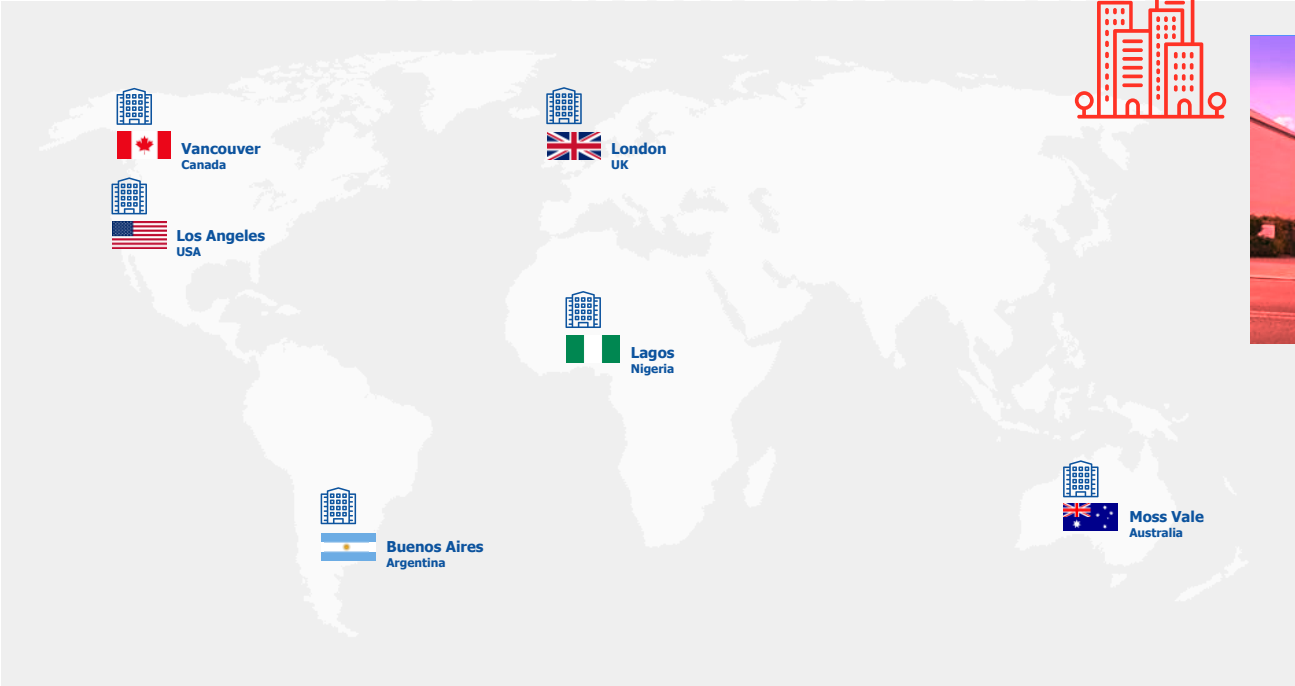 Vancouver
Canada
London
UK
Los Angeles
USA
Lagos
Nigeria
Moss Vale
Australia
Buenos Aires
Argentina